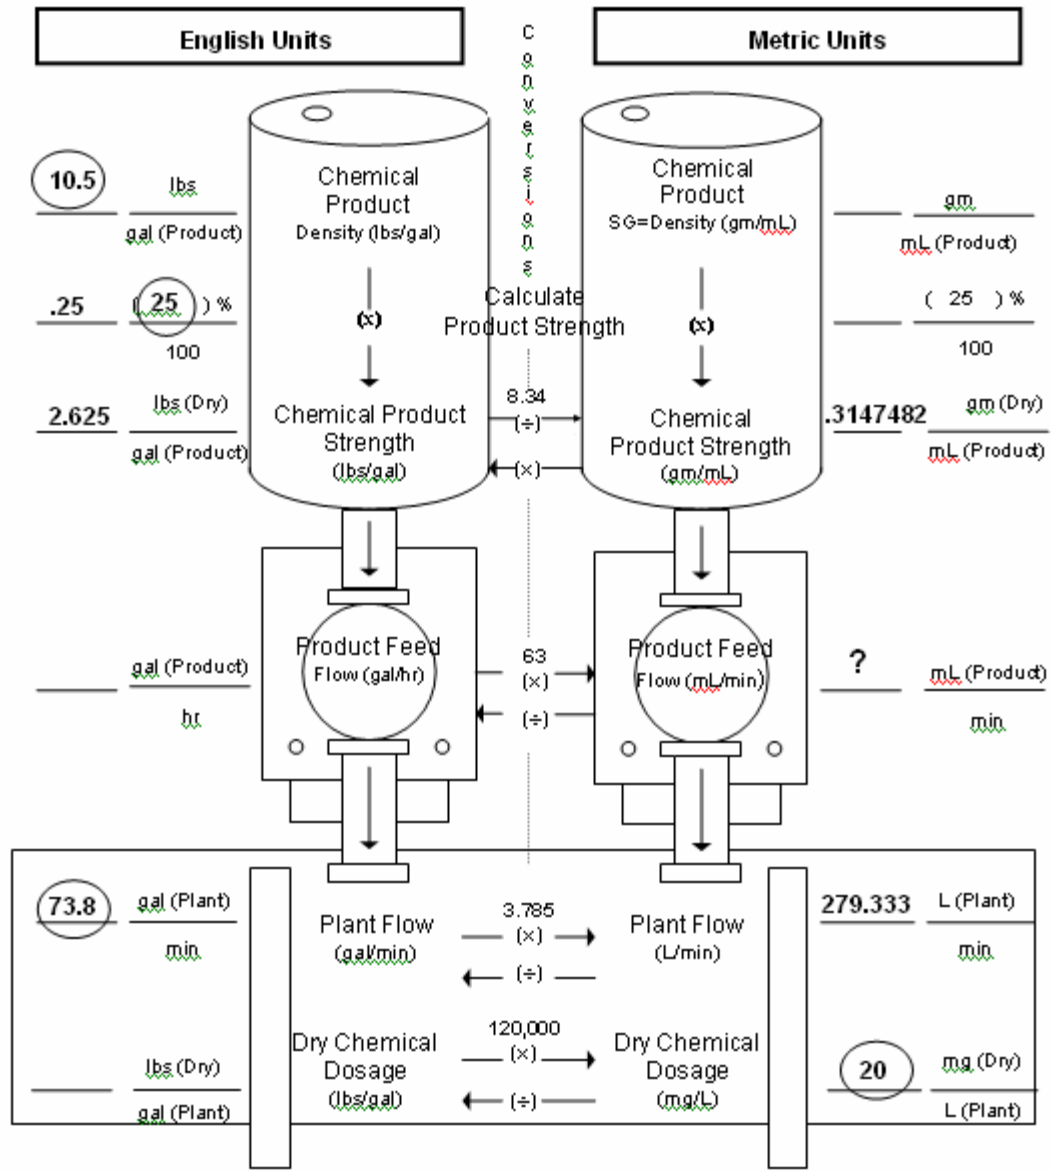 English Units
Metric Units
Conversions
10.5
lbs
gal (Product)
Chemical
Product
Density (lbs/gal)
Chemical
Product
SG=Density (gm/mL)
gm
mL (Product)
.25
( 25 ) %
100
(x)
Calculate
Product Strength
(x)
( 25 ) %
100
2.625
lbs (Dry)
gal (Product)
Chemical Product
Strength
(lbs/gal)
8.34
(÷)
(x)
Chemical
Product Strength
(gm/mL)
.3147482
gm (Dry)
mL (Product)
gal (Product)
hr
Product Feed
Flow (gal/hr)
63
(x)
(÷)
Product Feed
Flow (mL/min)
?
mL (Product)
min
73.8
gal (Plant)
min
Plant Flow
(gal/min)
3.785
(x)
(÷)
Plant Flow
(L/min)
279.333
L (Plant)
min
lbs (Dry)
gal (Plant)
Dry Chemical
Dosage
(lbs/gal)
120,000
(x)
(÷)
Dry Chemical
Dosage
(mg/L)
20
mg (Dry)
L (Plant)